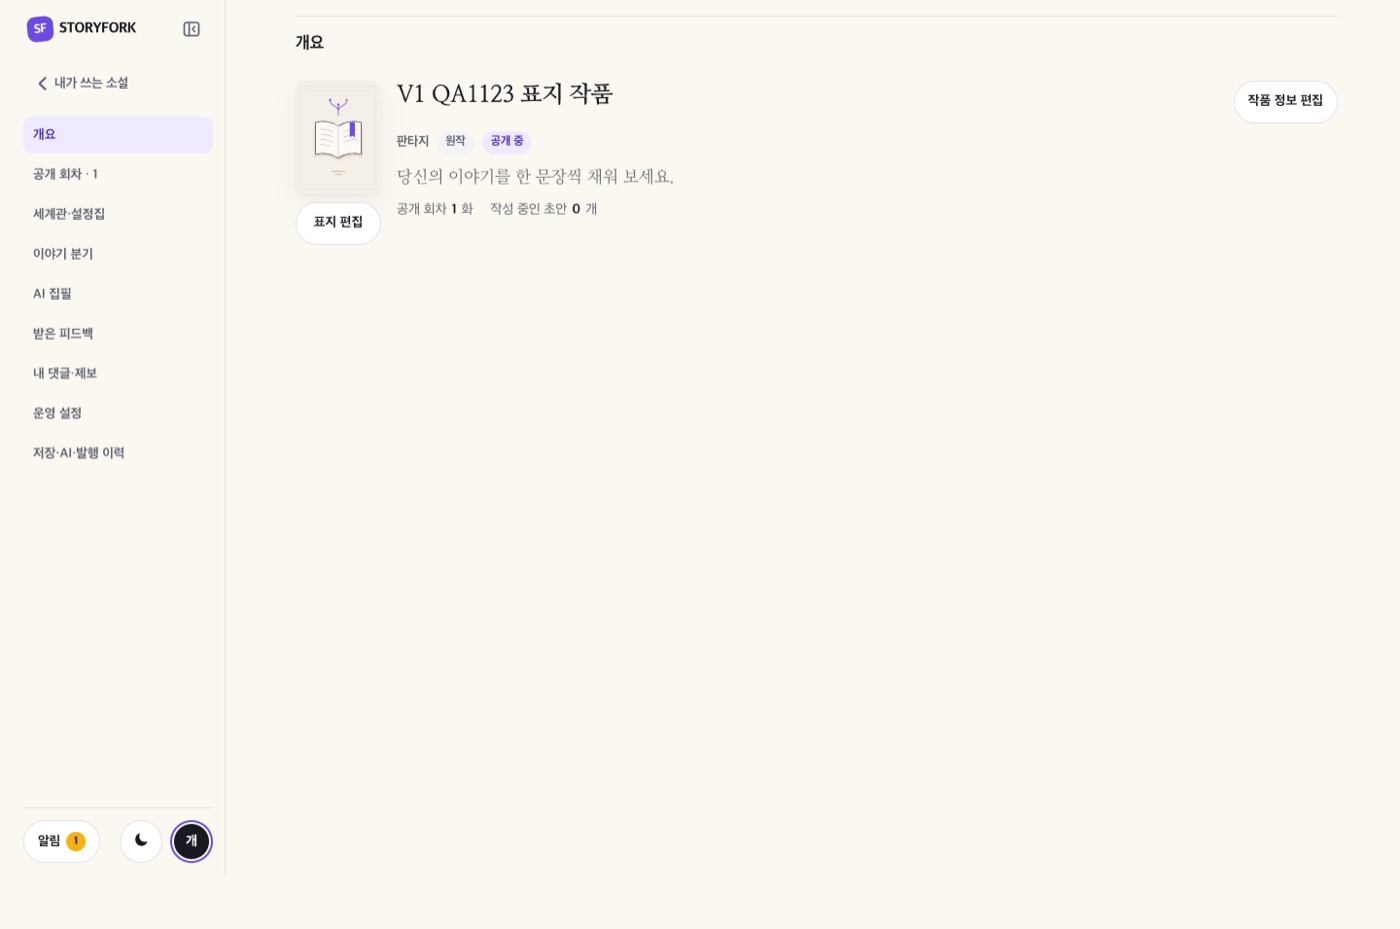 SF STORYFORK
내가 쓰는 소설
개요
공개 회차 · 1
세계관·설정집
이야기 분기
AI 집필
받은 피드백
내 댓글·제보
운영 설정
저장·AI·발행 이력
알림 1
개
개요
V1 QA1123 표지 작품
작품 정보 편집
판타지 원작 공개 중
당신의 이야기를 한 문장씩 채워 보세요.
공개 회차 1 화 작성 중인 초안 0 개
표지 편집